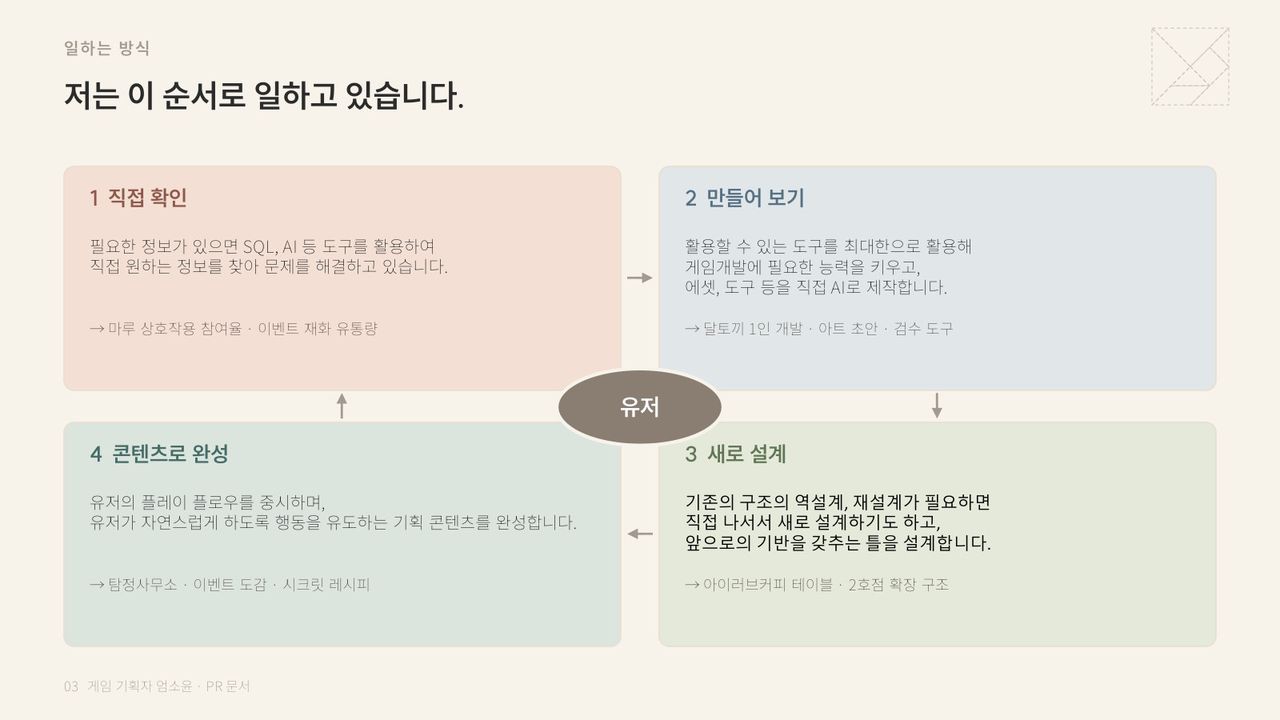 일하는 방식
저는 이 순서로 일하고 있습니다.
1 직접 확인
필요한 정보가 있으면 SQL, AI 등 도구를 활용하여
직접 원하는 정보를 찾아 문제를 해결하고 있습니다.
→ 마루 상호작용 참여율 · 이벤트 재화 유통량
2 만들어 보기
활용할 수 있는 도구를 최대한으로 활용해
게임개발에 필요한 능력을 키우고,
에셋, 도구 등을 직접 AI로 제작합니다.
→ 달토끼 1인 개발 · 아트 초안 · 검수 도구
유저
4 콘텐츠로 완성
유저의 플레이 플로우를 중시하며,
유저가 자연스럽게 하도록 행동을 유도하는 기획 콘텐츠를 완성합니다.
→ 탐정사무소 · 이벤트 도감 · 시크릿 레시피
3 새로 설계
기존의 구조의 역설계, 재설계가 필요하면
직접 나서서 새로 설계하기도 하고,
앞으로의 기반을 갖추는 틀을 설계합니다.
→ 아이러브커피 테이블 · 2호점 확장 구조
03 게임 기획자 엄소윤 · PR 문서